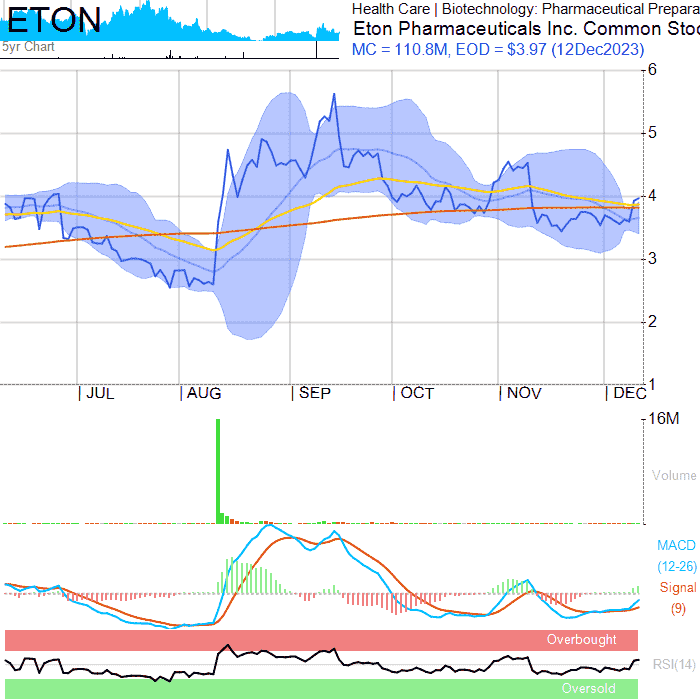 ETON
5yr Chart
Health Care | Biotechnology: Pharmaceutical Prepara
Eton Pharmaceuticals Inc. Common Stoc
MC = 110.8M, EOD = $3.97 (12Dec2023)
6
5
4
3
2
1
| JUL | AUG | SEP | OCT | NOV | DEC
16M
Volume
MACD
(12-26)
Signal
(9)
Overbought
RSI(14)
Oversold